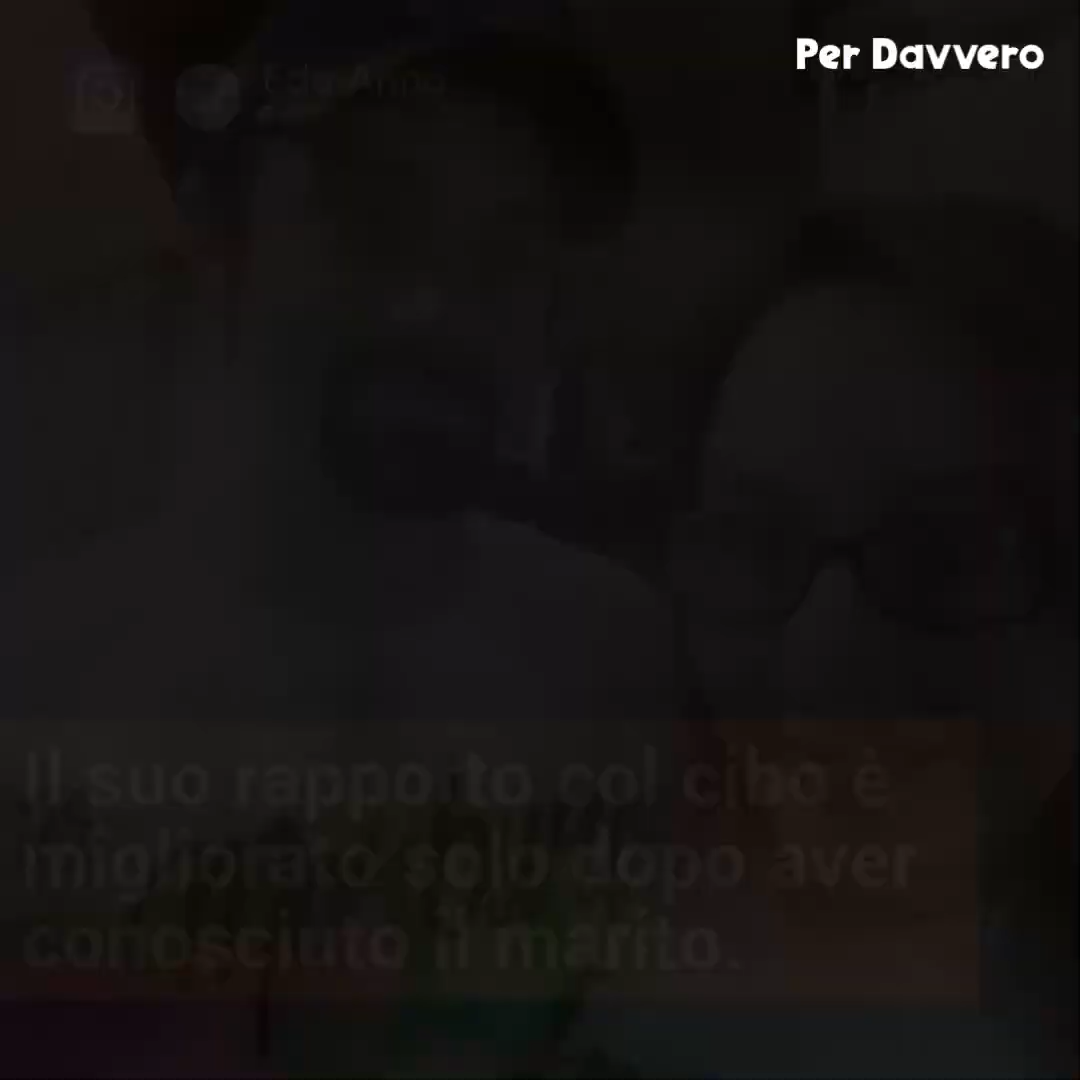 Per Davvero
Il suo rapporto col cibo è
migliorato solo dopo aver
conosciuto il marito.